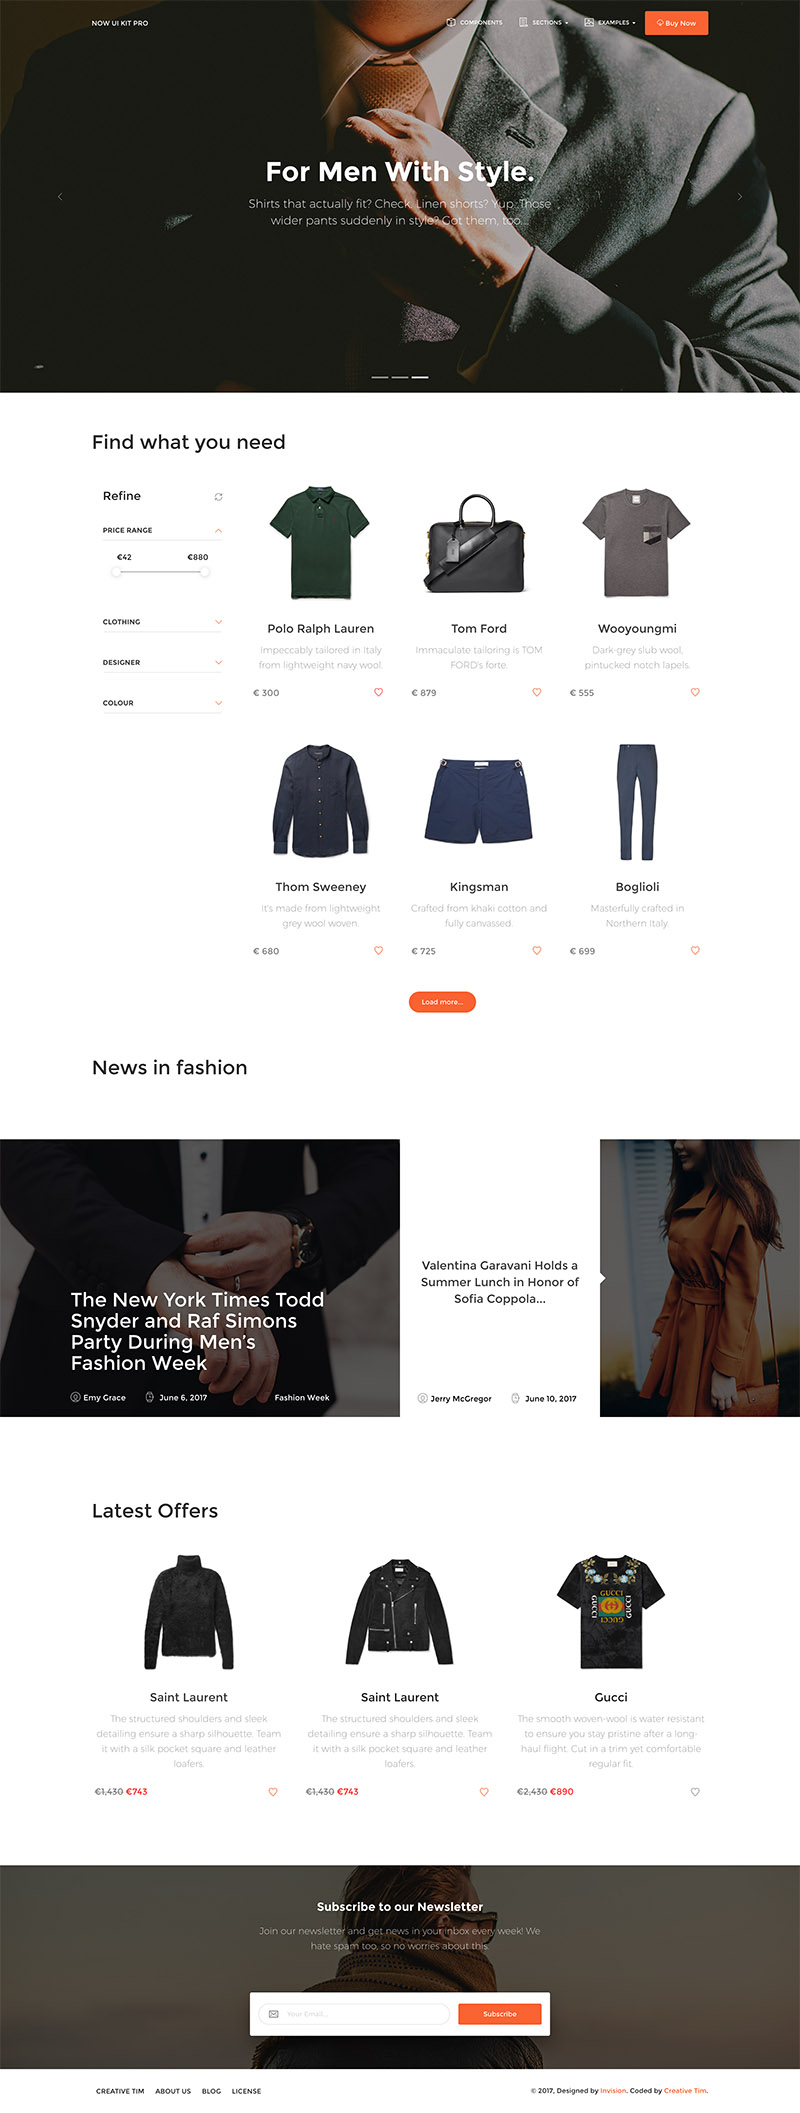 NOW UI KIT PRO
COMPONENTS
SECTIONS
EXAMPLES
Buy Now
For Men With Style.
Shirts that actually fit? Check. Linen shorts? Yup. Those
wider pants suddenly in style? Got them, too...
Find what you need
Refine
PRICE RANGE
€42 €880
CLOTHING
DESIGNER
COLOUR
Polo Ralph Lauren
Impeccably tailored in Italy
from lightweight navy wool.
€ 300
Tom Ford
Immaculate tailoring is TOM
FORD's forte.
€ 879
Wooyoungmi
Dark-grey slub wool,
pintucked notch lapels.
€ 555
Thom Sweeney
It's made from lightweight
grey wool woven.
€ 680
Kingsman
Crafted from khaki cotton and
fully canvassed.
€ 725
Boglioli
Masterfully crafted in
Northern Italy.
€ 699
Load more...
News in fashion
The New York Times Todd
Snyder and Raf Simons
Party During Men's
Fashion Week
Emy Grace
June 6, 2017
Fashion Week
Valentina Garavani Holds a
Summer Lunch in Honor of
Sofia Coppola...
Jerry McGregor
June 10, 2017
Latest Offers
Saint Laurent
The structured shoulders and sleek
detailing ensure a sharp silhouette. Team
it with a silk pocket square and leather
loafers.
€1,430 €743
Saint Laurent
The structured shoulders and sleek
detailing ensure a sharp silhouette. Team
it with a silk pocket square and leather
loafers.
€1,430 €743
GUCCI
GUCCI
GUCCI
GUCCI
Gucci
The smooth woven-wool is water resistant
to ensure you stay pristine after a long-
haul flight. Cut in a trim yet comfortable
regular fit.
€2,430 €890
Subscribe to our Newsletter
Join our newsletter and get news in your inbox every week! We
hate spam too, so no worries about this.
Your Email...
Subscribe
CREATIVE TIM ABOUT US BLOG LICENSE
© 2017, Designed by Invision. Coded by Creative Tim.